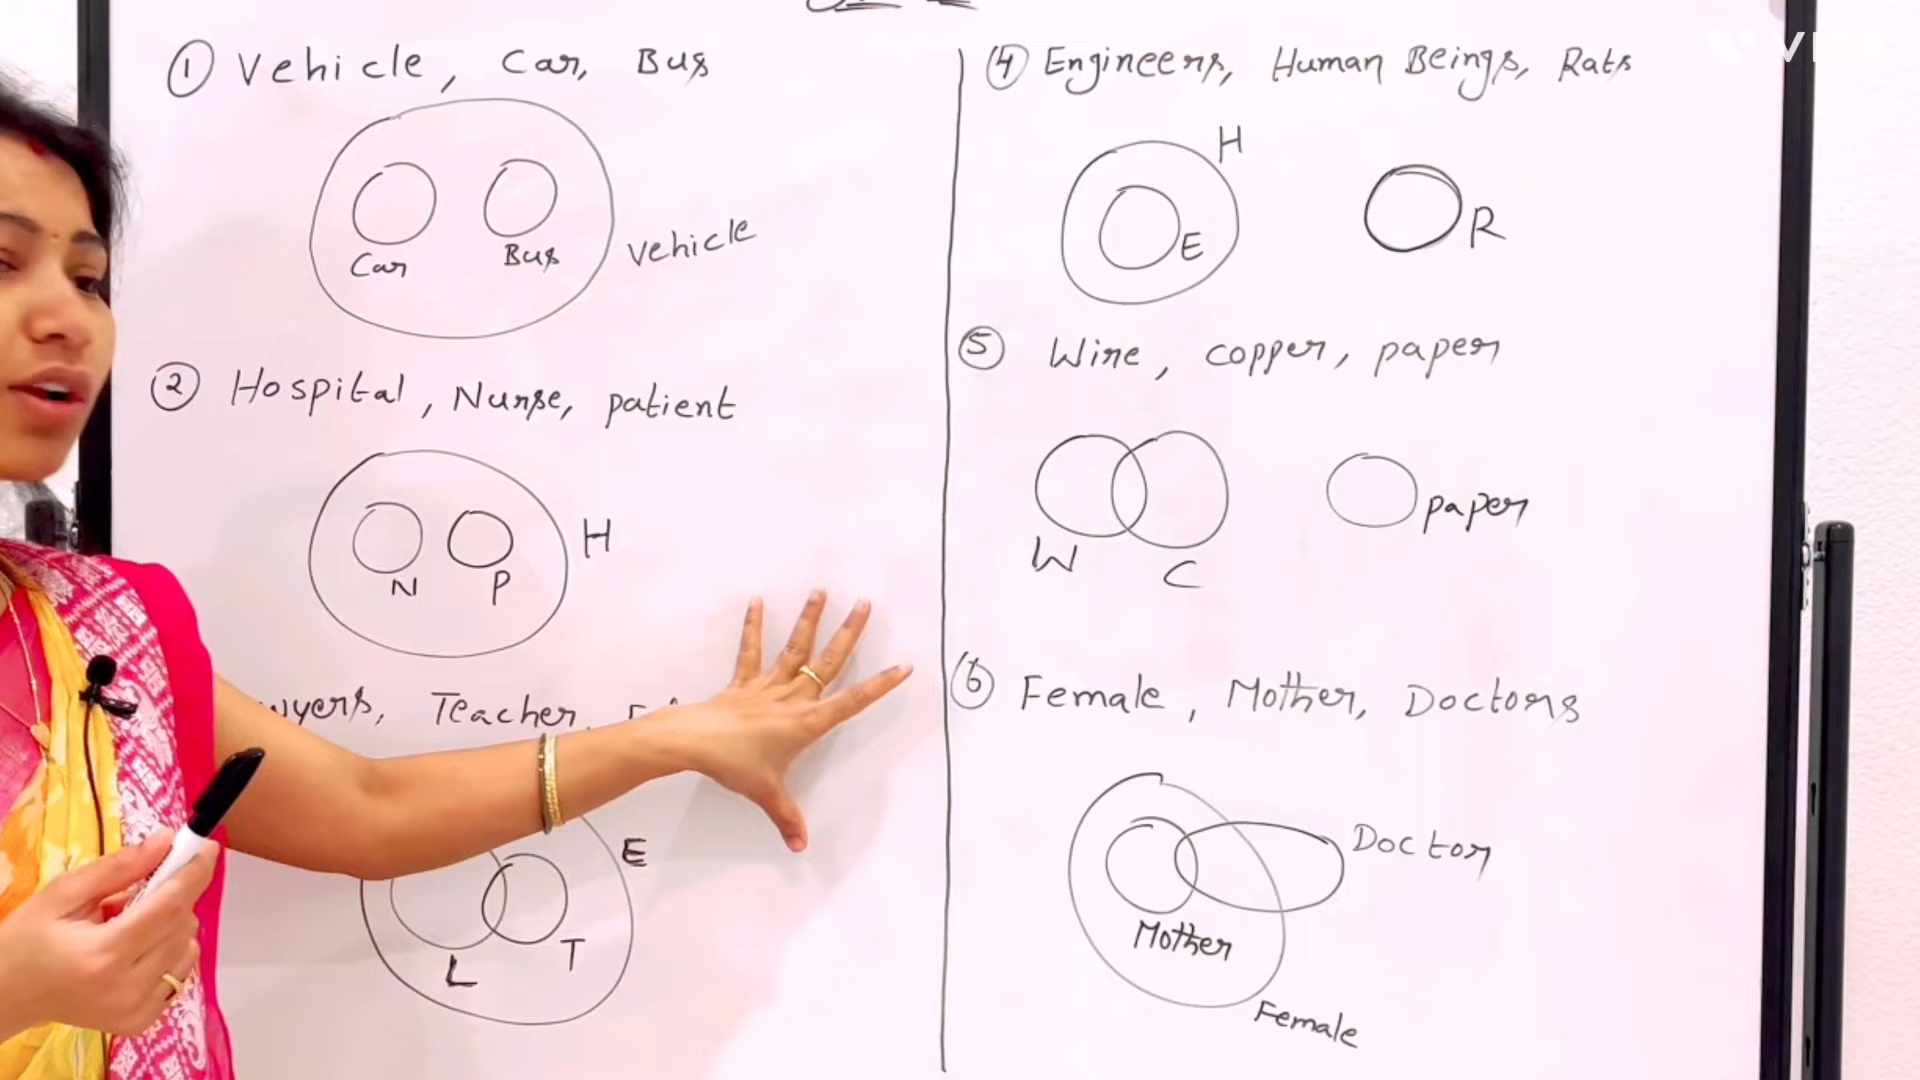 ① Vehicle, Car, Bus
Car
Bus
Vehicle
② Hospital, Nurse, patient
N
P
H
Teacher,
E
L
T
④ Engineers, Human Beings, Rats
H
E
R
⑤ Wire, copper, paper
W
C
paper
⑥ Female, Mother, Doctors
Doctor
Mother
Female